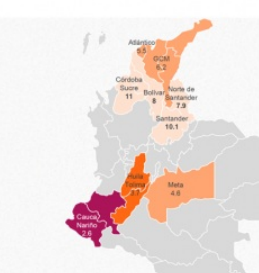 Atlántico
5.5
GCM
6.2
Córdoba
Sucre
11
Bolívar
8
Norte de
Santander
7.9
Santander
10.1
Huila
Tolima
Meta
4.6
Cauca
Nariño
2.6